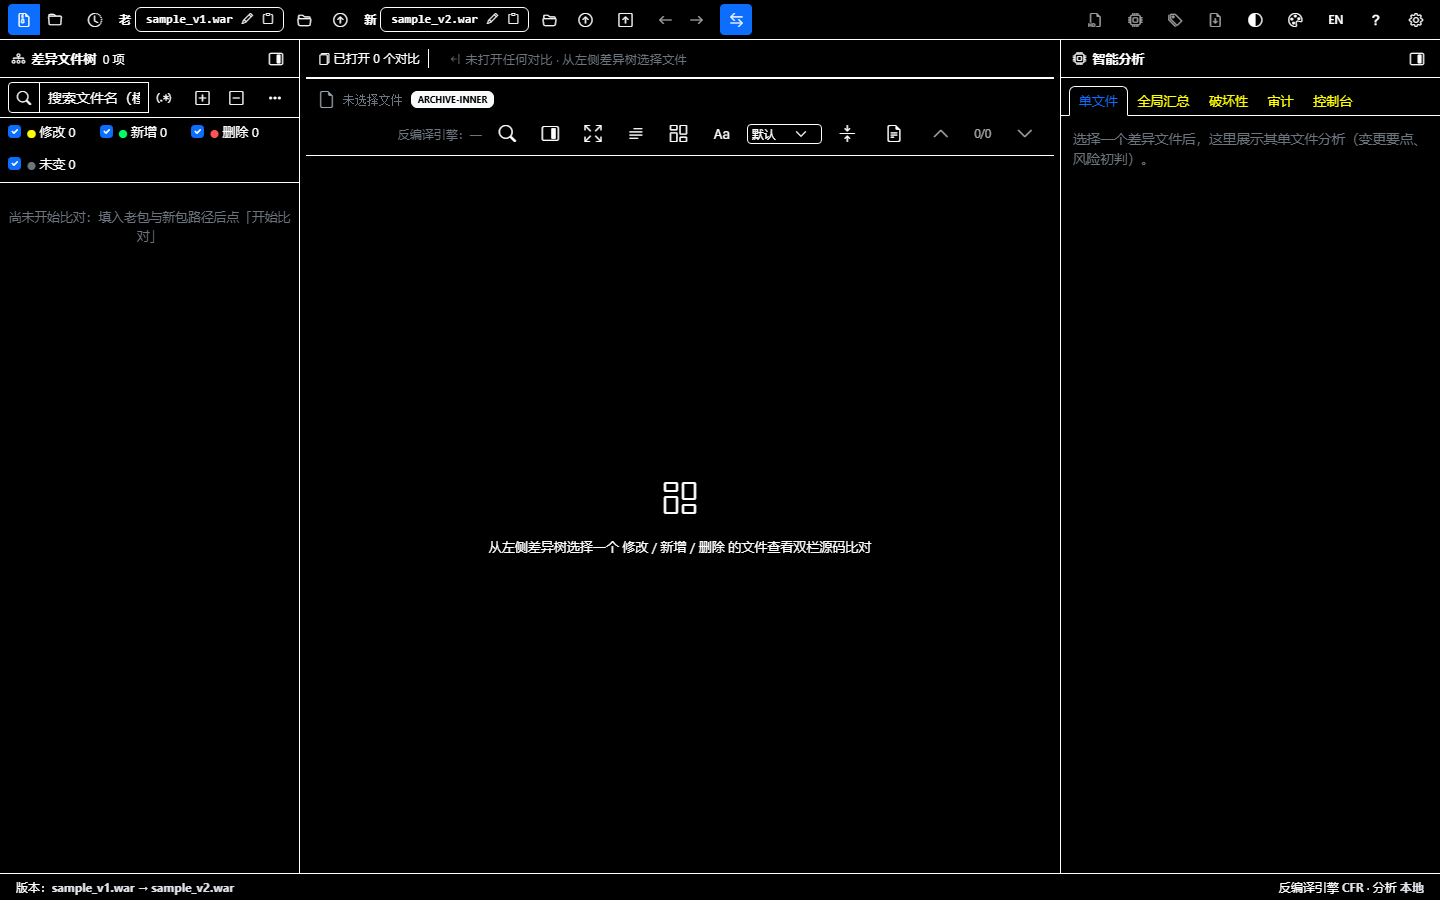 老 sample_v1.war 新 sample_v2.war EN ?
差异文件树 0 项
搜索文件名（
(.*)
修改 0 新增 0 删除 0
未变 0
尚未开始比对：填入老包与新包路径后点「开始比
对」
已打开 0 个对比 未打开任何对比 · 从左侧差异树选择文件
未选择文件 ARCHIVE-INNER
反编译引擎：— Aa 默认 0/0
从左侧差异树选择一个 修改 / 新增 / 删除 的文件查看双栏源码比对
智能分析
单文件 全局汇总 破坏性 审计 控制台
选择一个差异文件后，这里展示其单文件分析（变更要点、
风险初判）。
版本：sample_v1.war → sample_v2.war
反编译引擎 CFR · 分析 本地